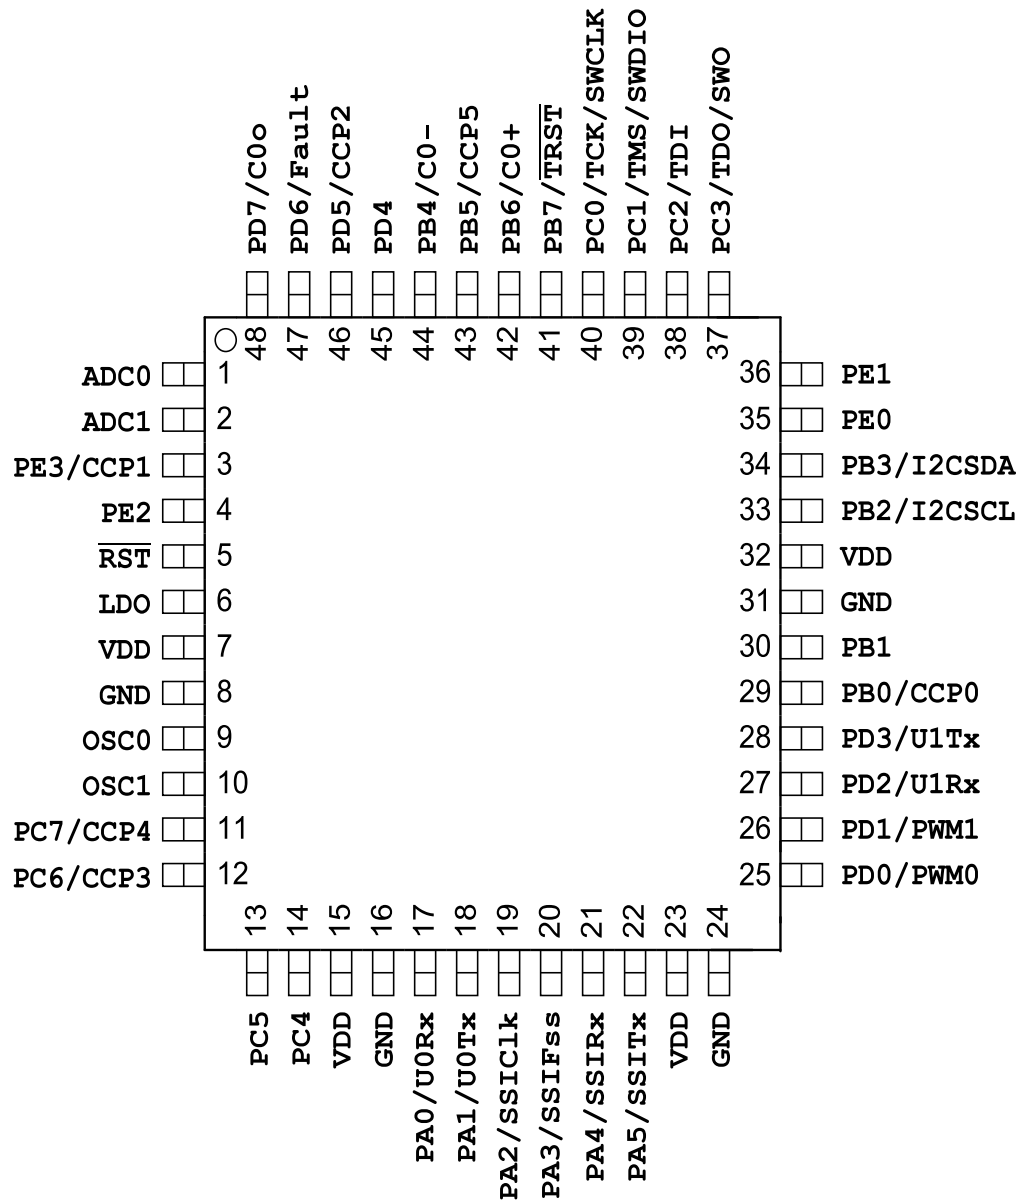 PD7/C0o
PD6/Fault
PD5/CCP2
PD4
PB4/C0-
PB5/CCP5
PB6/C0+
PB7/TRST
PC0/TCK/SWCLK
PC1/TMS/SWDIO
PC2/TDI
PC3/TDO/SWO
48
47
46
45
44
43
42
41
40
39
38
37
ADC0 1
ADC1 2
PE3/CCP1 3
PE2 4
RST 5
LDO 6
VDD 7
GND 8
OSC0 9
OSC1 10
PC7/CCP4 11
PC6/CCP3 12
36 PE1
35 PE0
34 PB3/I2CSDA
33 PB2/I2CSCL
32 VDD
31 GND
30 PB1
29 PB0/CCP0
28 PD3/U1Tx
27 PD2/U1Rx
26 PD1/PWM1
25 PD0/PWM0
13
14
15
16
17
18
19
20
21
22
23
24
PC5
PC4
VDD
GND
PA0/U0Rx
PA1/U0Tx
PA2/SSIClk
PA3/SSIFss
PA4/SSIRx
PA5/SSITx
VDD
GND